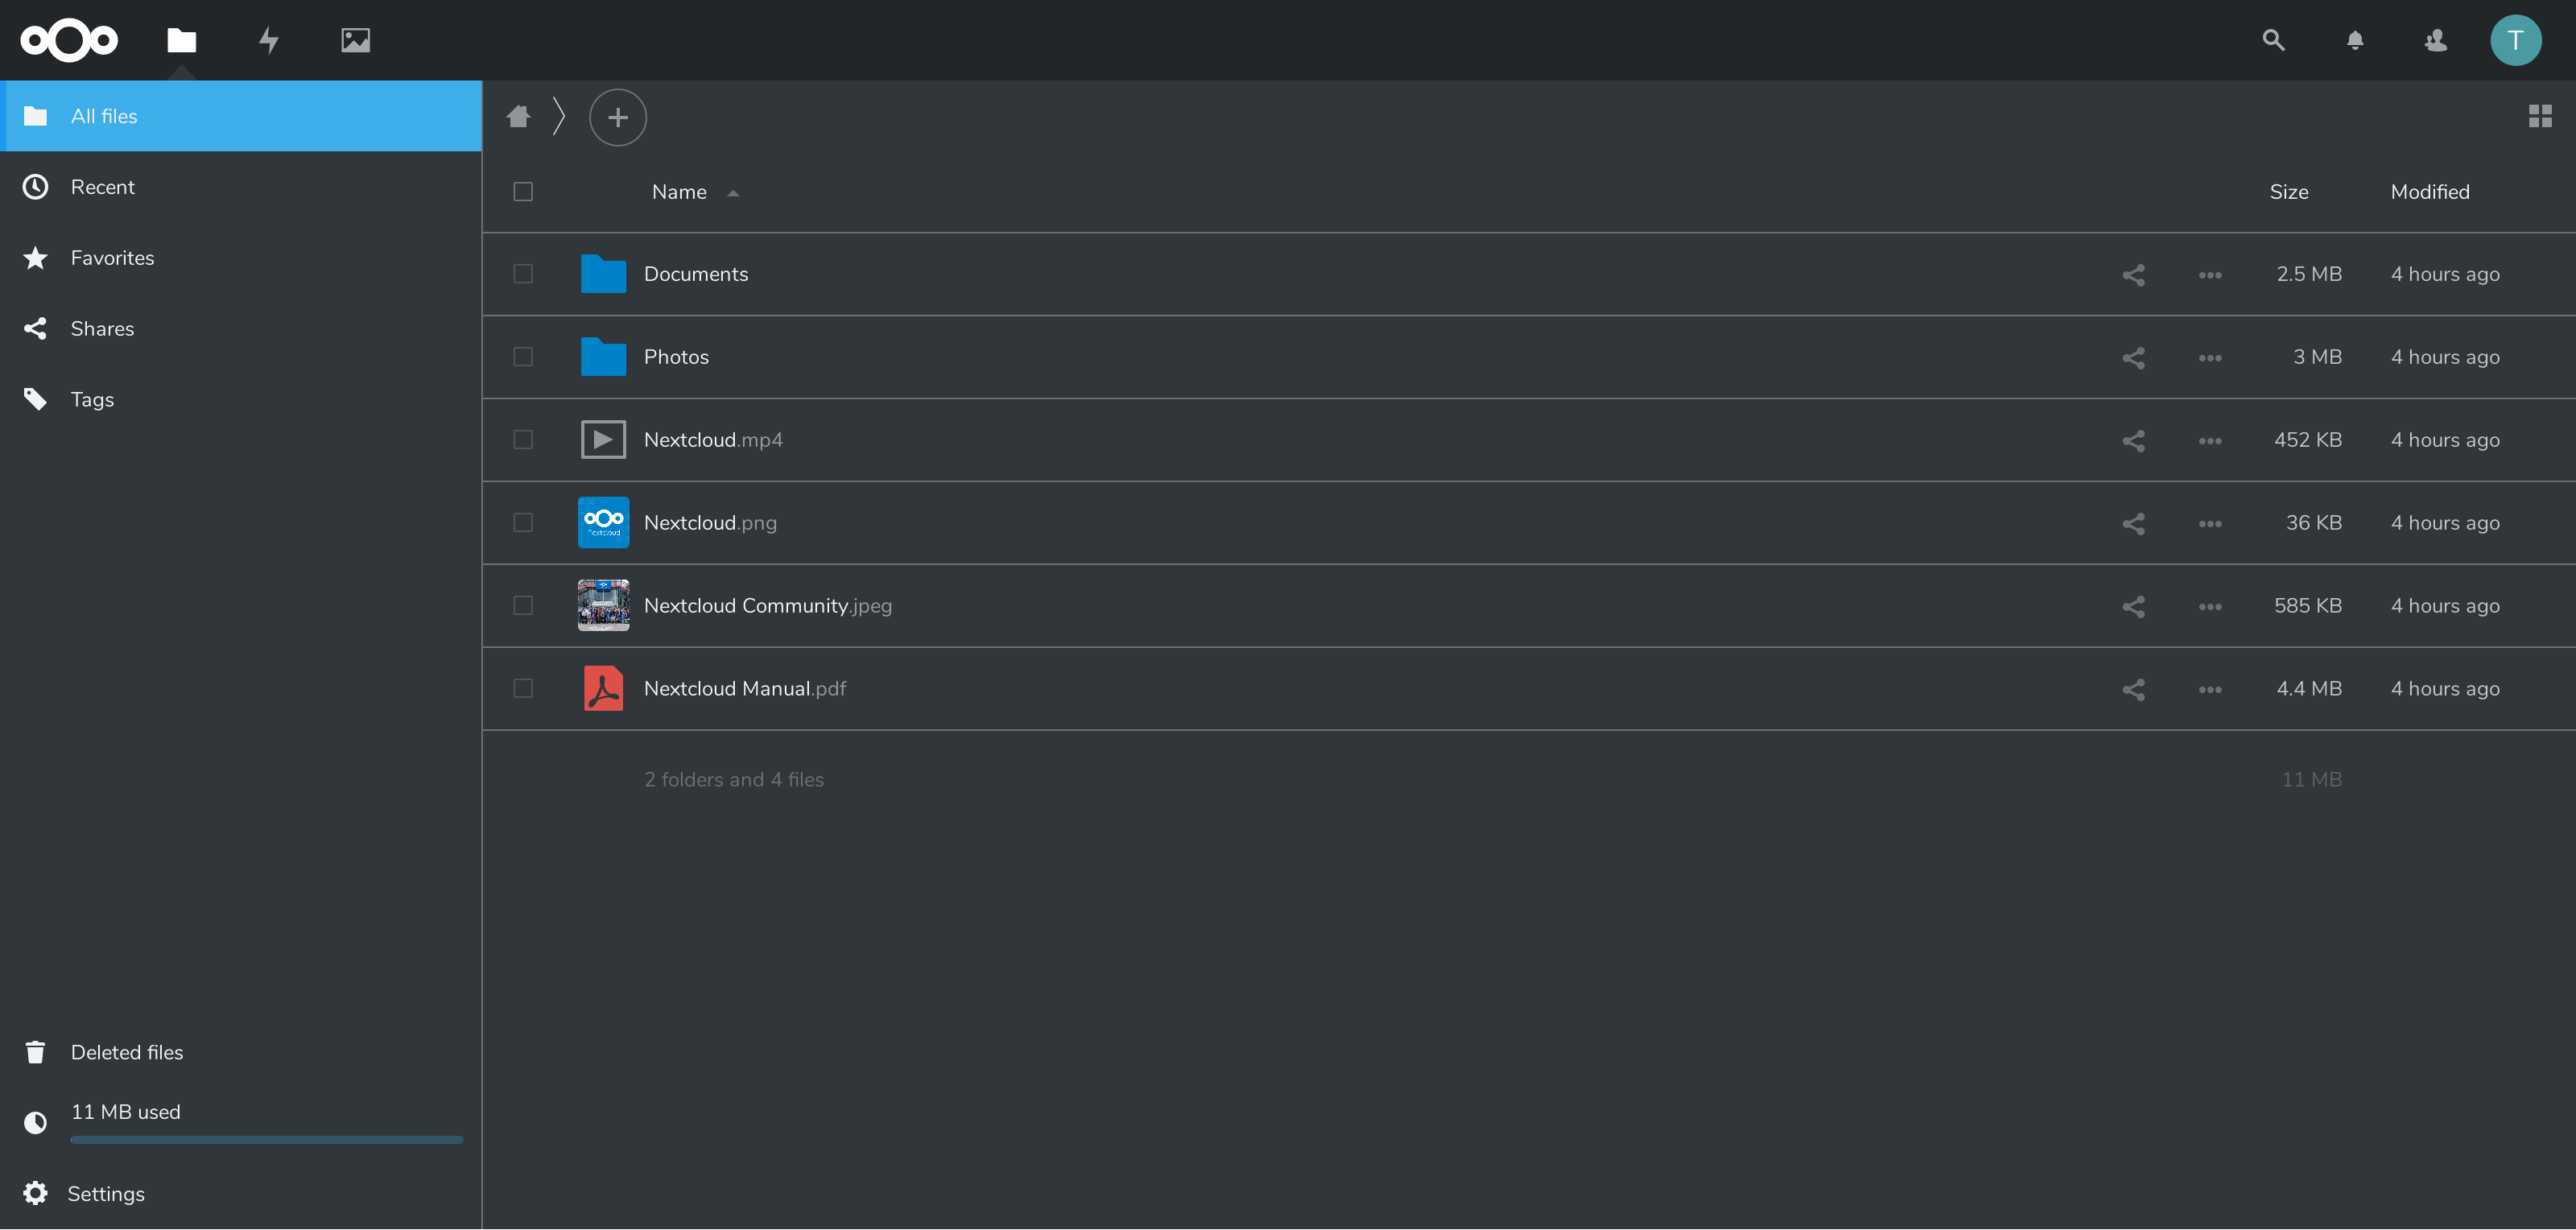 T
All files
Recent
Favorites
Shares
Tags
Deleted files
11 MB used
Settings
Name Size Modified
Documents 2.5 MB 4 hours ago
Photos 3 MB 4 hours ago
Nextcloud.mp4 452 KB 4 hours ago
Nextcloud
Nextcloud.png 36 KB 4 hours ago
Nextcloud Community.jpeg 585 KB 4 hours ago
Nextcloud Manual.pdf 4.4 MB 4 hours ago
2 folders and 4 files 11 MB